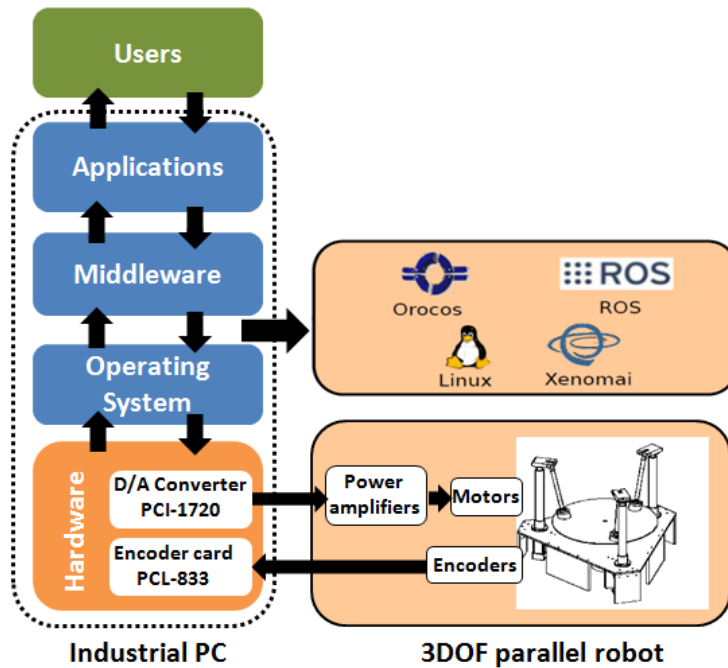 Users
Applications
Middleware
Operating
System
Hardware
D/A Converter
PCI-1720
Encoder card
PCL-833
Industrial PC
Orocos
ROS
ROS
Linux
Xenomai
Power
amplifiers
Motors
Encoders
3DOF parallel robot